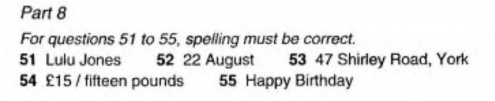 Part 8
For questions 51 to 55, spelling must be correct.
51 Lulu Jones 52 22 August 53 47 Shirley Road, York
54 £15 / fifteen pounds 55 Happy Birthday